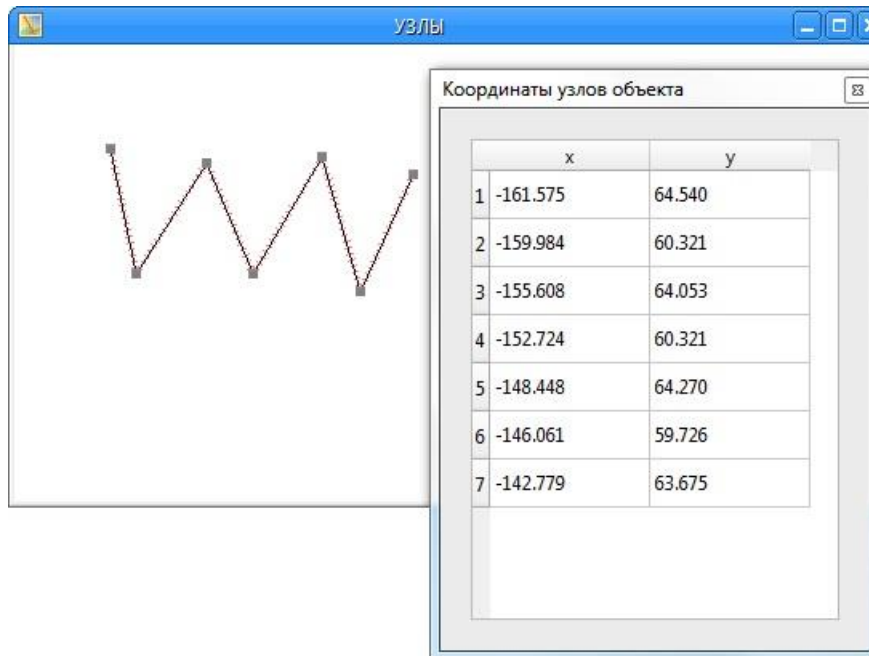 УЗЛЫ
Координаты узлов объекта
x y
1 -161.575 64.540
2 -159.984 60.321
3 -155.608 64.053
4 -152.724 60.321
5 -148.448 64.270
6 -146.061 59.726
7 -142.779 63.675